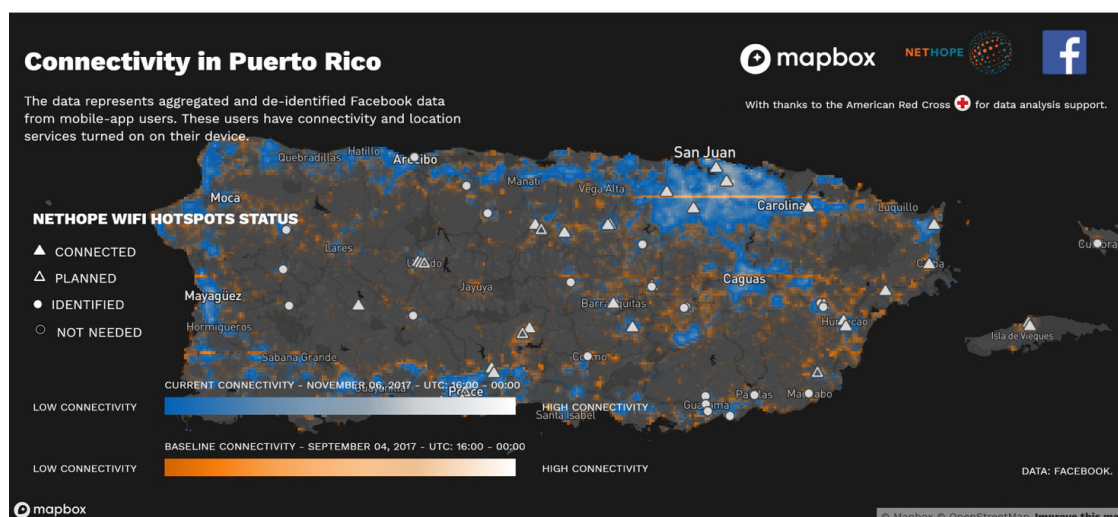 Connectivity in Puerto Rico
mapbox
NETHOPE
f
The data represents aggregated and de-identified Facebook data
from mobile-app users. These users have connectivity and location
services turned on on their device.
With thanks to the American Red Cross for data analysis support.
San Juan
Quebradillas
Hatillo
Arecibo
Manatí
Vega Alta
Moca
Carolina
Luquillo
NETHOPE WIFI HOTSPOTS STATUS
CONNECTED
PLANNED
IDENTIFIED
NOT NEEDED
Lares
Jayuya
Caguas
Mayagüez
Barranquitas
Hormigueros
Humacao
Isla de Vieques
Sabana Grande
Coamo
Ponce
Santa Isabel
Guayama
Patillas
Maunabo
CURRENT CONNECTIVITY - NOVEMBER 06, 2017 - UTC: 16:00 - 00:00
LOW CONNECTIVITY
HIGH CONNECTIVITY
BASELINE CONNECTIVITY - SEPTEMBER 04, 2017 - UTC: 16:00 - 00:00
LOW CONNECTIVITY
HIGH CONNECTIVITY
DATA: FACEBOOK.
mapbox
© Mapbox © OpenStreetMap Improve this